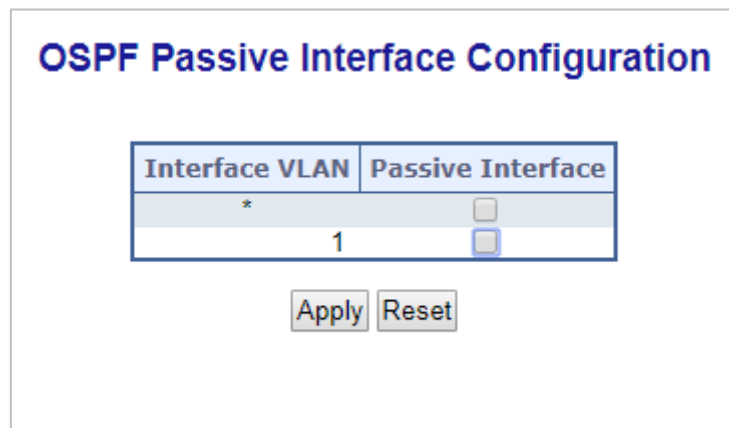 OSPF Passive Interface Configuration
Interface VLAN Passive Interface
*
1
Apply Reset